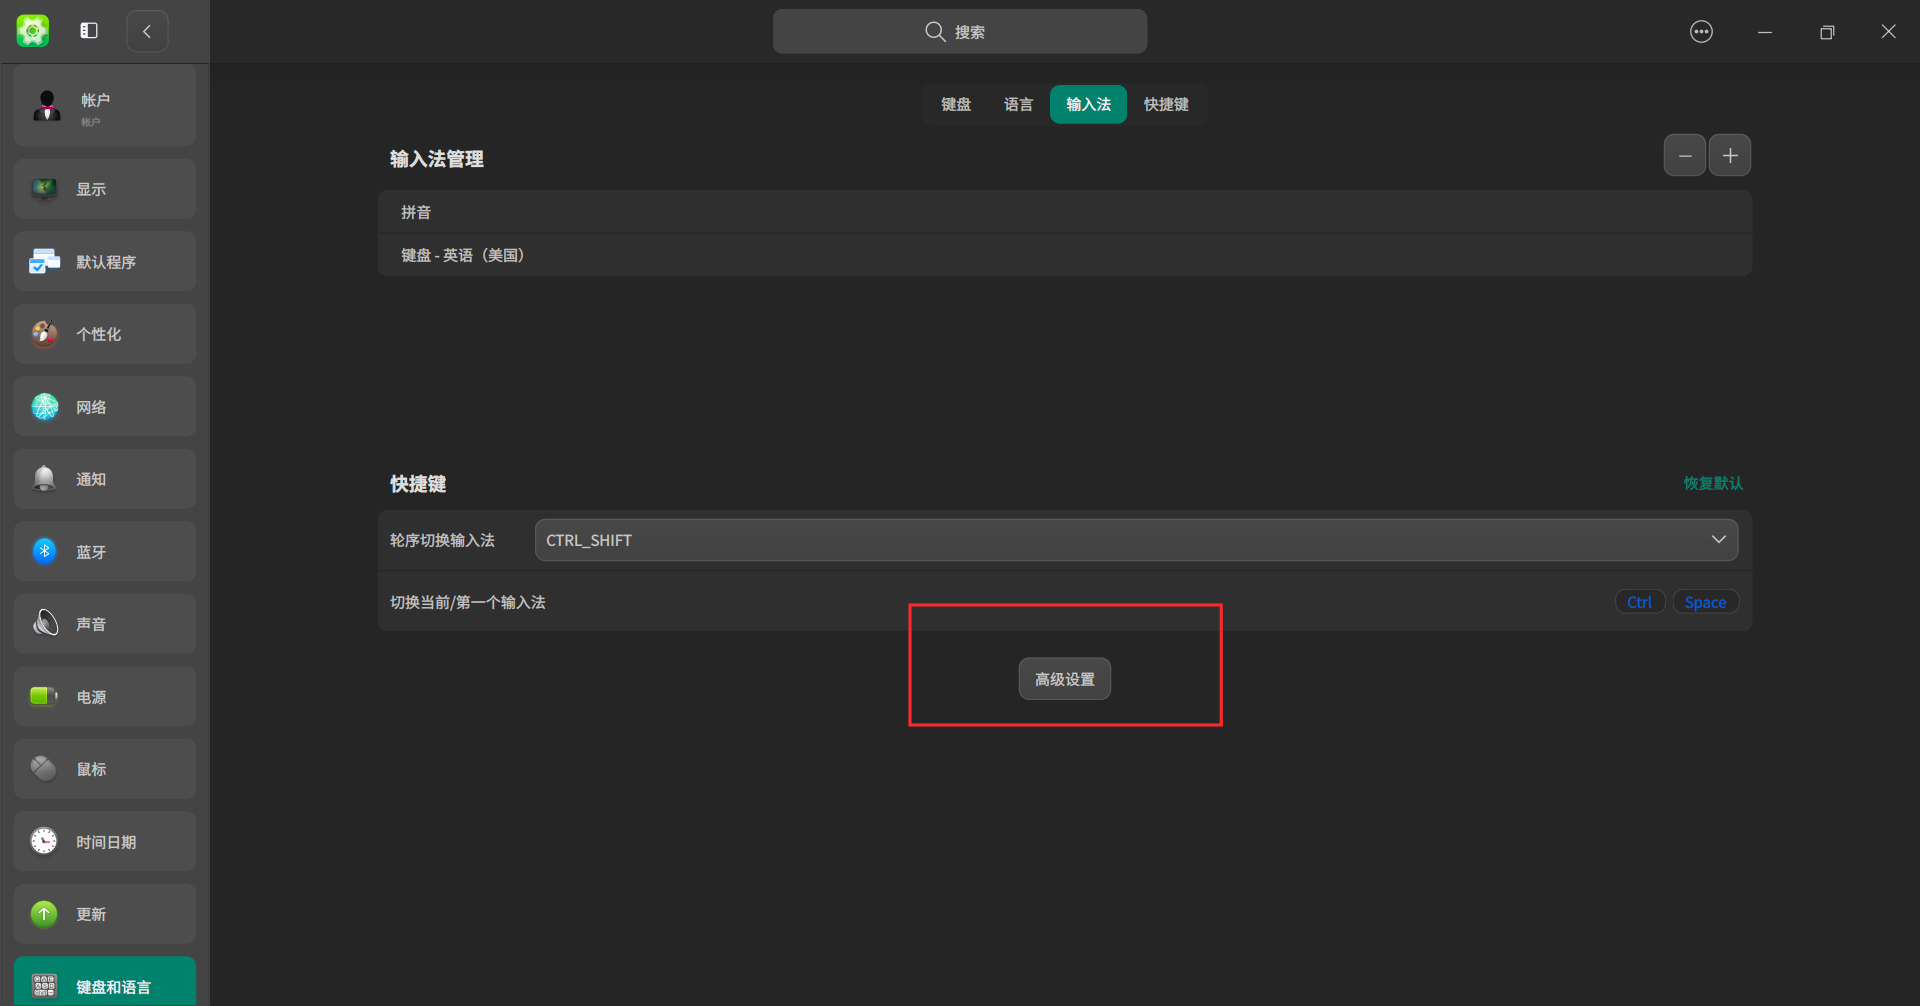 搜索
帐户
帐户
显示
默认程序
个性化
网络
通知
蓝牙
声音
电源
鼠标
时间日期
更新
键盘和语言
键盘
语言
输入法
快捷键
输入法管理
拼音
键盘 - 英语（美国）
快捷键
恢复默认
轮序切换输入法
CTRL_SHIFT
切换当前/第一个输入法
Ctrl
Space
高级设置